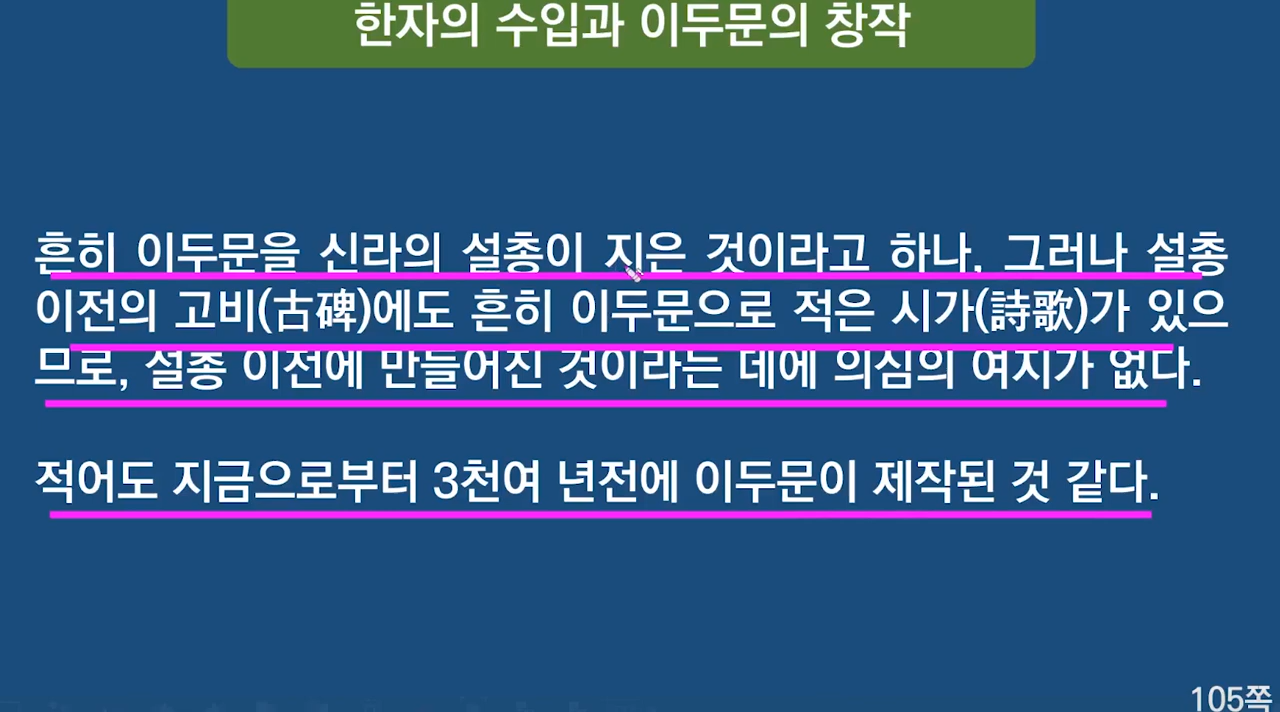 한자의 수입과 이두문의 창작
흔히 이두문을 신라의 설총이 지은 것이라고 하나, 그러나 설총
이전의 고비(古碑)에도 흔히 이두문으로 적은 시가(詩歌)가 있으
므로, 설총 이전에 만들어진 것이라는 데에 의심의 여지가 없다.
적어도 지금으로부터 3천여 년전에 이두문이 제작된 것 같다.
105쪽